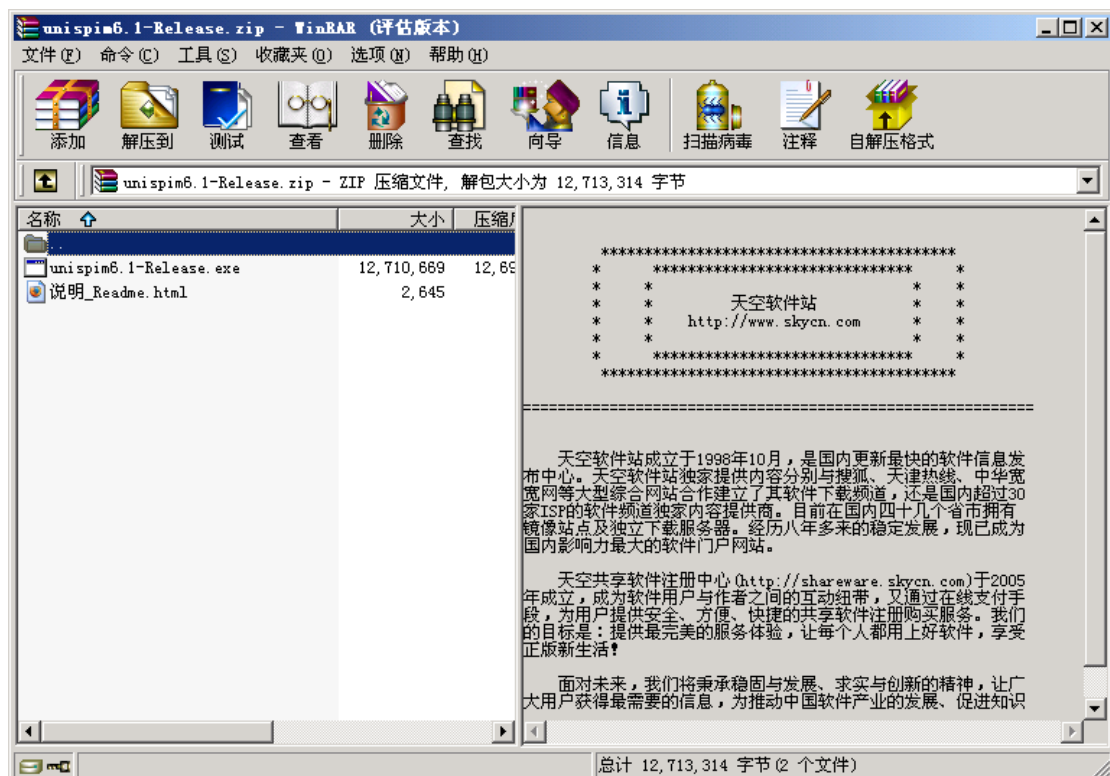 unispim6.1-Release.zip - WinRAR (评估版本)
文件(F) 命令(C) 工具(S) 收藏夹(O) 选项(N) 帮助(H)
添加 解压到 测试 查看 删除 查找 向导 信息 扫描病毒 注释 自解压格式
unispim6.1-Release.zip - ZIP 压缩文件, 解包大小为 12,713,314 字节
名称 大小 压缩
..
unispim6.1-Release.exe 12,710,669 12,69
说明_Readme.html 2,645
*****************************************
* ****************************** *
* * * *
* * 天空软件站 * *
* * http://www.skycn.com * *
* * * *
* ****************************** *
*****************************************
===========================================================
天空软件站成立于1998年10月，是国内更新最快的软件信息发
布中心。天空软件站独家提供内容分别与搜狐、天津热线、中华宽
宽网等大型综合网站合作建立了其软件下载频道，还是国内超过30
家ISP的软件频道独家内容提供商。目前在国内四十几个省市拥有
镜像站点及独立下载服务器。经历八年多来的稳定发展，现已成为
国内影响力最大的软件门户网站。
天空共享软件注册中心(http://shareware.skycn.com)于2005
年成立，成为软件用户与作者之间的互动纽带，又通过在线支付手
段，为用户提供安全、方便、快捷的共享软件注册购买服务。我们
的目标是：提供最完美的服务体验，让每个人都用上好软件，享受
正版新生活！
面对未来，我们将秉承稳固与发展、求实与创新的精神，让广
大用户获得最需要的信息，为推动中国软件产业的发展、促进知识
总计 12,713,314 字节(2 个文件)